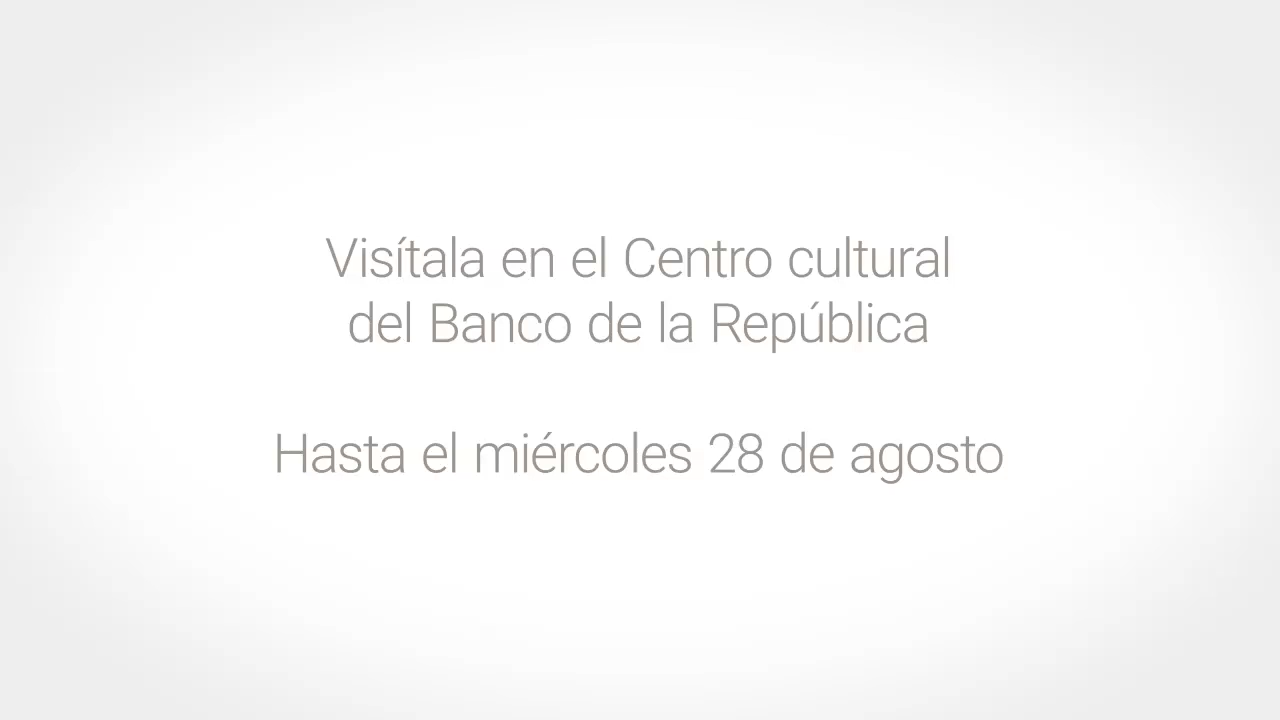 Visítala en el Centro cultural
del Banco de la República
Hasta el miércoles 28 de agosto